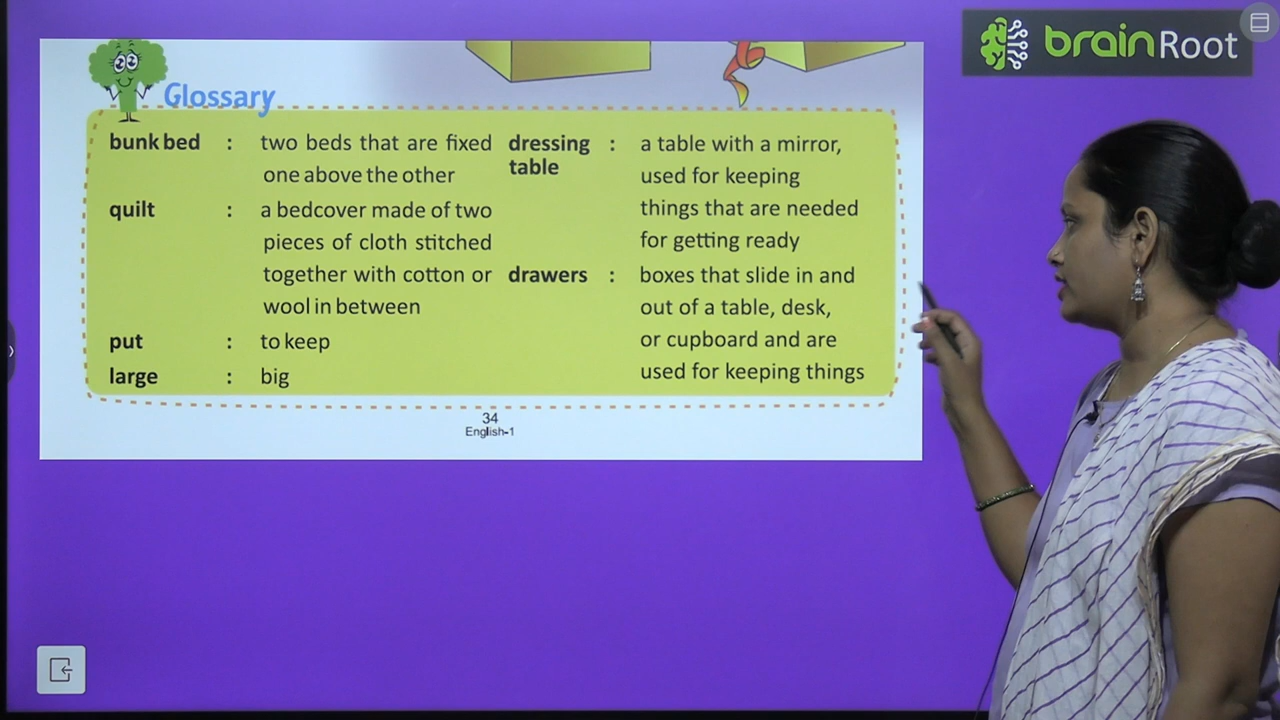 brainRoot
Glossary
bunk bed : two beds that are fixed
one above the other
quilt : a bedcover made of two
pieces of cloth stitched
together with cotton or
wool in between
put : to keep
large : big
dressing : a table with a mirror,
table used for keeping
things that are needed
for getting ready
drawers : boxes that slide in and
out of a table, desk,
or cupboard and are
used for keeping things
34
English-1